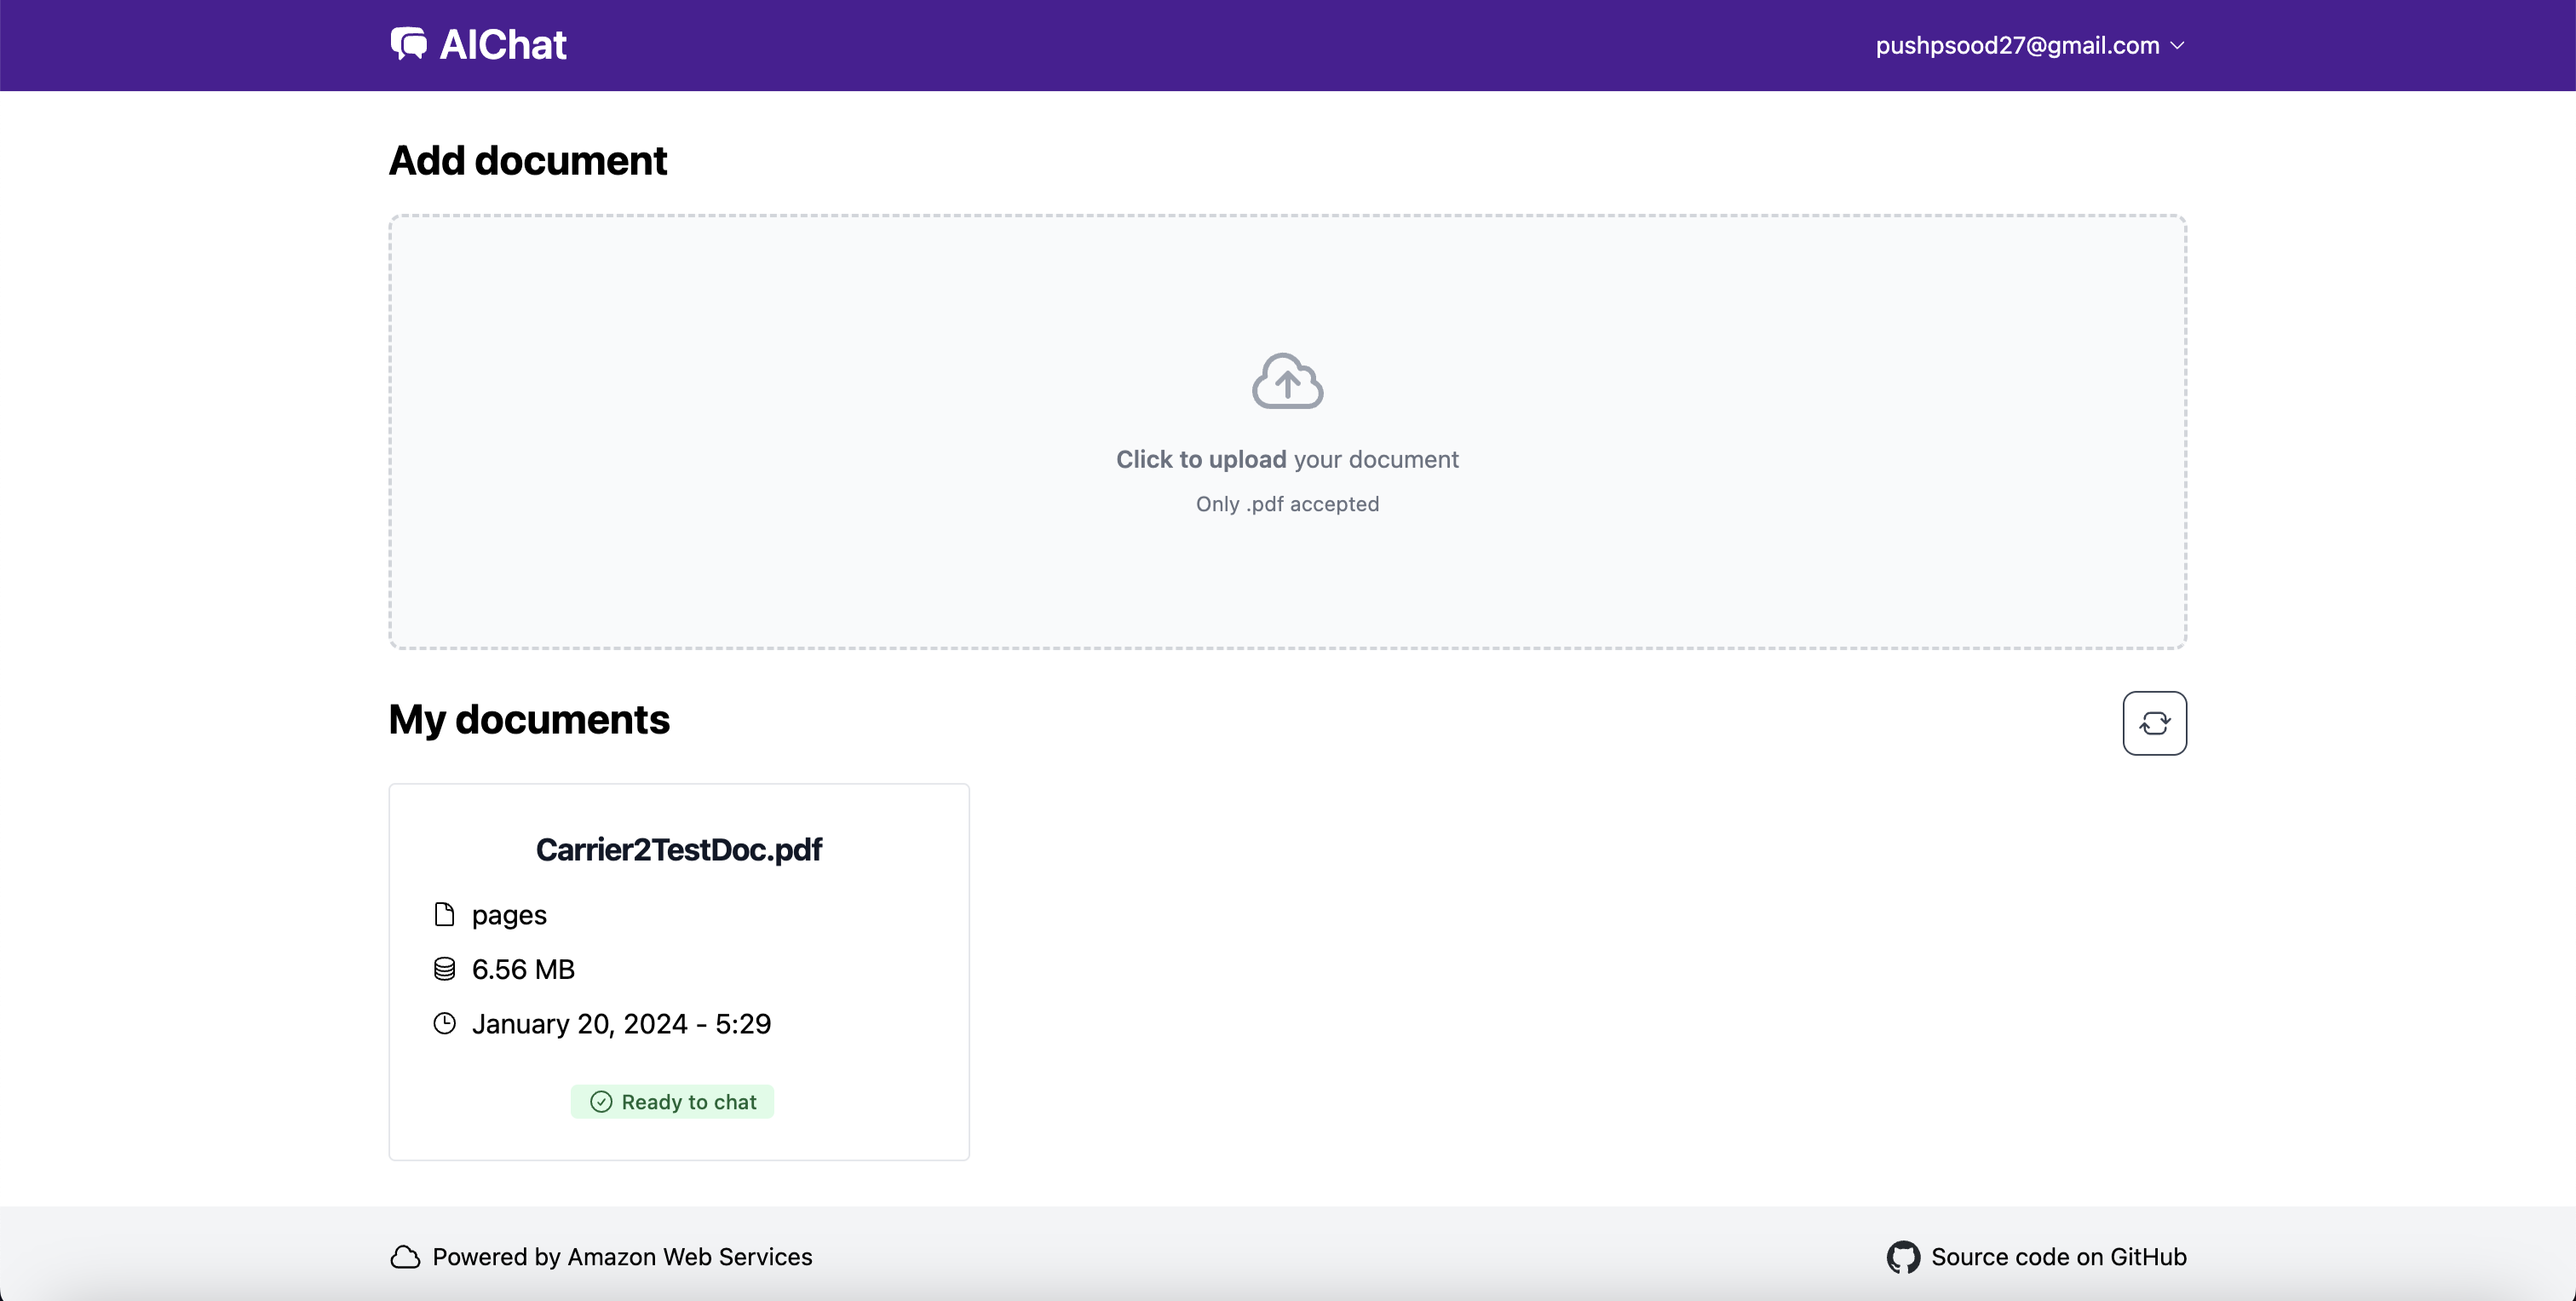 AIChat
pushpsood27@gmail.com
Add document
Click to upload your document
Only .pdf accepted
My documents
Carrier2TestDoc.pdf
pages
6.56 MB
January 20, 2024 - 5:29
Ready to chat
Powered by Amazon Web Services
Source code on GitHub